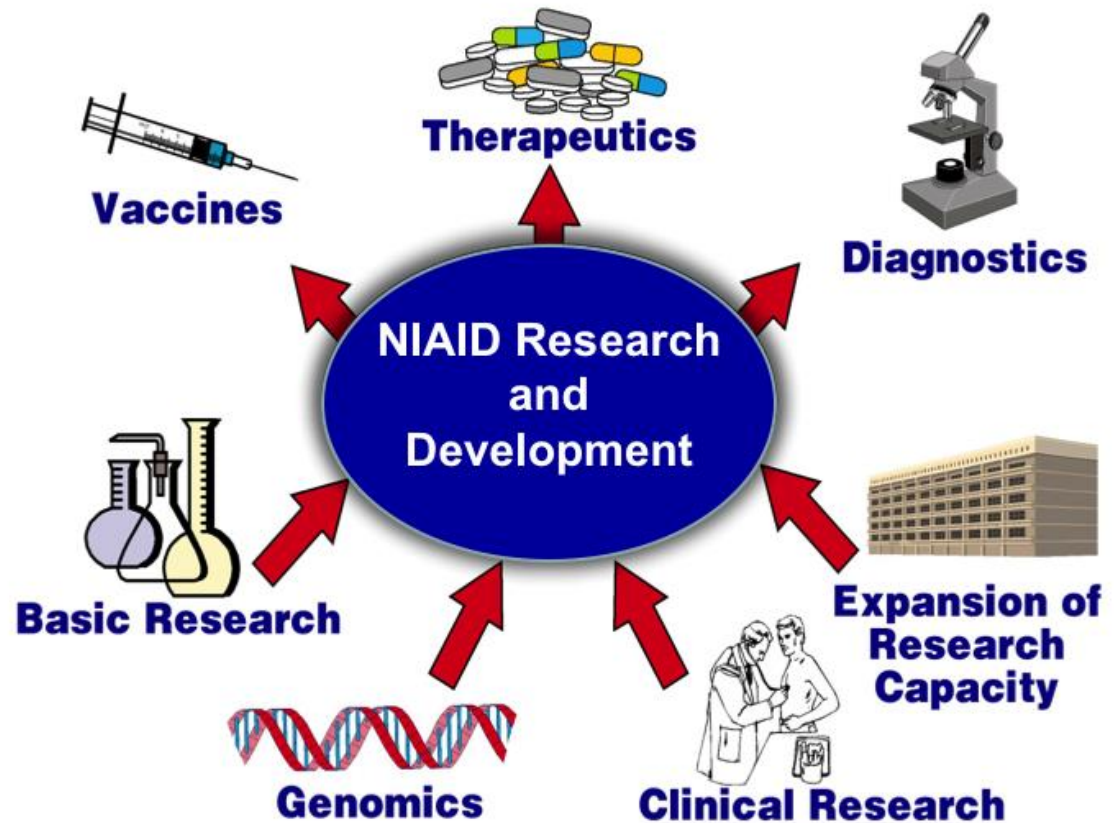 Therapeutics
Vaccines
Diagnostics
NIAID Research
and
Development
Basic Research
Expansion of
Research
Capacity
Genomics
Clinical Research